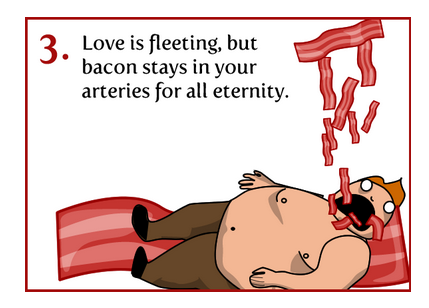 3. Love is fleeting, but
bacon stays in your
arteries for all eternity.